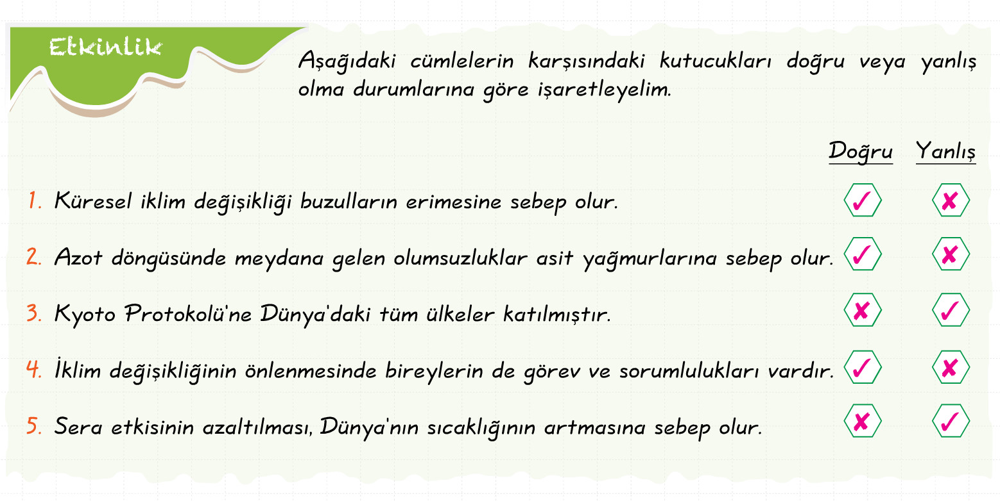 Etkinlik
Aşağıdaki cümlelerin karşısındaki kutucukları doğru veya yanlış
olma durumlarına göre işaretleyelim.
Doğru Yanlış
1. Küresel iklim değişikliği buzulların erimesine sebep olur. ✓ ✘
2. Azot döngüsünde meydana gelen olumsuzluklar asit yağmurlarına sebep olur. ✓ ✘
3. Kyoto Protokolü'ne Dünya'daki tüm ülkeler katılmıştır. ✘ ✓
4. İklim değişikliğinin önlenmesinde bireylerin de görev ve sorumlulukları vardır. ✓ ✘
5. Sera etkisinin azaltılması, Dünya'nın sıcaklığının artmasına sebep olur. ✘ ✓